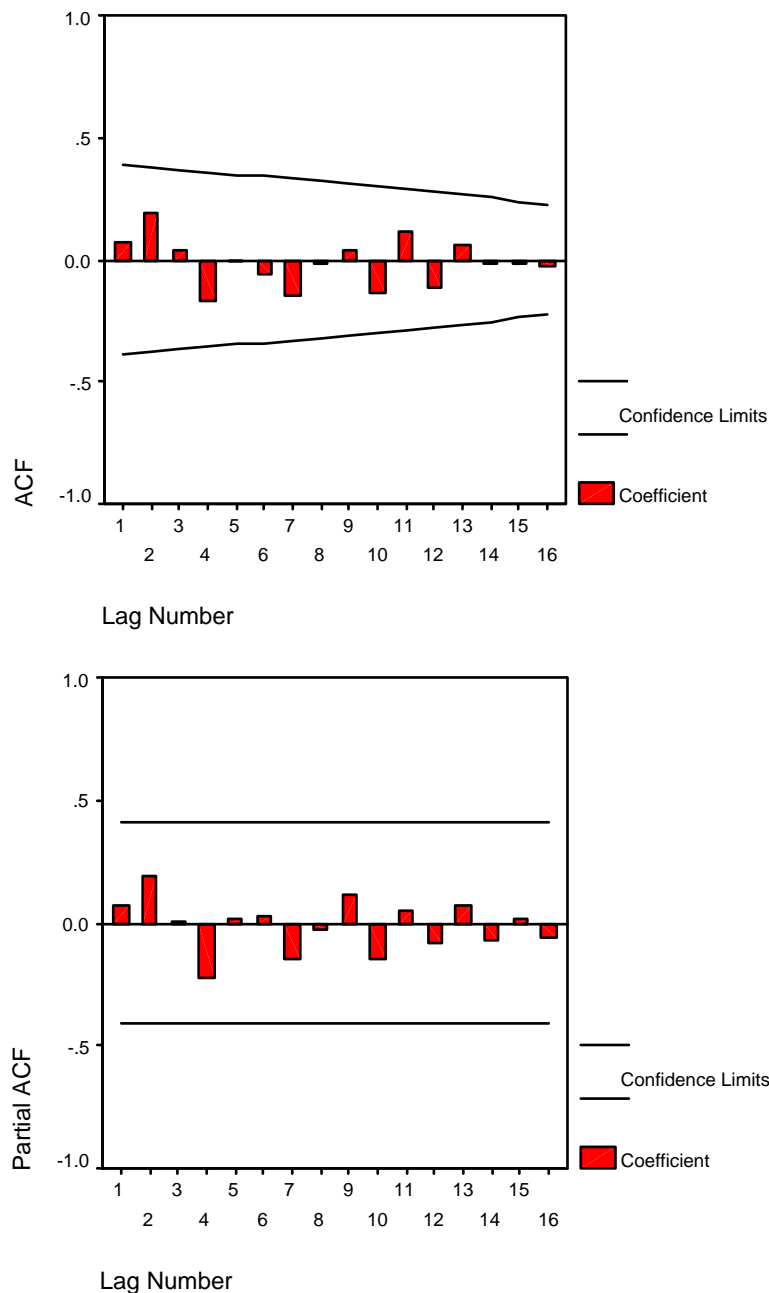 1.0
.5
0.0
-.5
-1.0
ACF
1 3 5 7 9 11 13 15
2 4 6 8 10 12 14 16
Lag Number
Confidence Limits
Coefficient
1.0
.5
0.0
-.5
-1.0
Partial ACF
1 3 5 7 9 11 13 15
2 4 6 8 10 12 14 16
Lag Number
Confidence Limits
Coefficient